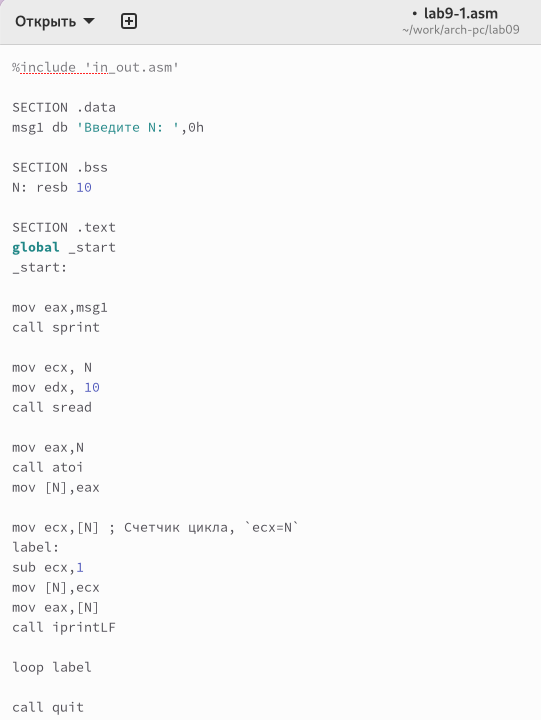 Открыть
• lab9-1.asm
~/work/arch-pc/lab09
%include 'in_out.asm'
SECTION .data
msg1 db 'Введите N: ',0h
SECTION .bss
N: resb 10
SECTION .text
global _start
_start:
mov eax,msg1
call sprint
mov ecx, N
mov edx, 10
call sread
mov eax,N
call atoi
mov [N],eax
mov ecx,[N] ; Счетчик цикла, `ecx=N`
label:
sub ecx,1
mov [N],ecx
mov eax,[N]
call iprintLF
loop label
call quit